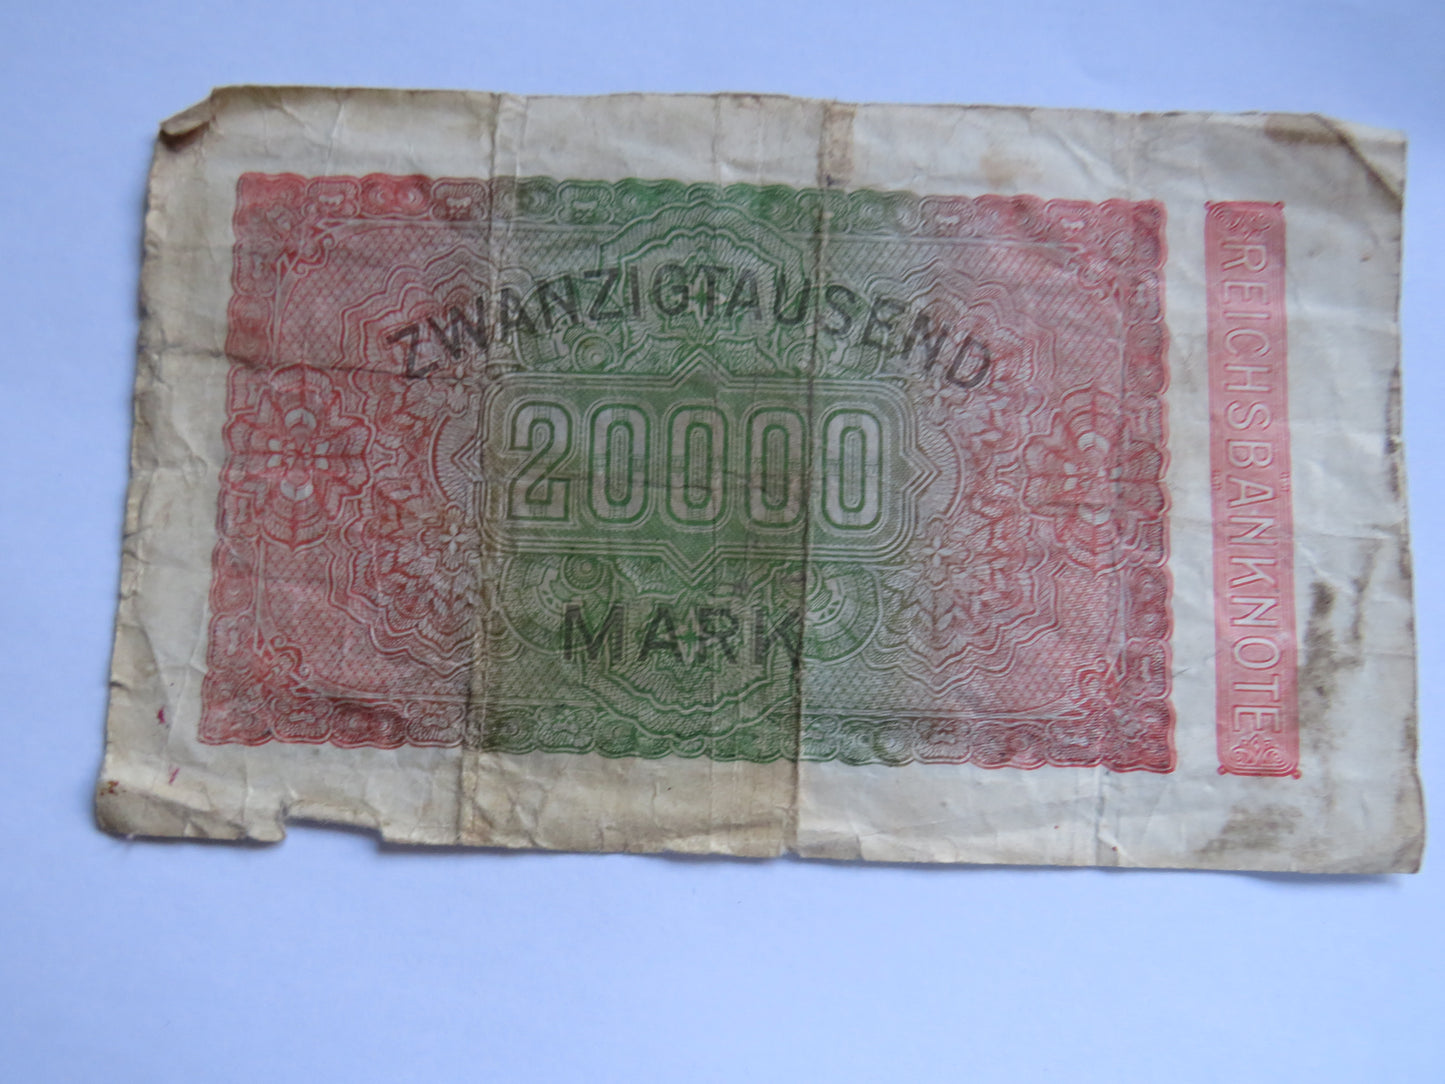 ZWANZIGTAUSEND
20000
MARK
REICHSBANKNOTE